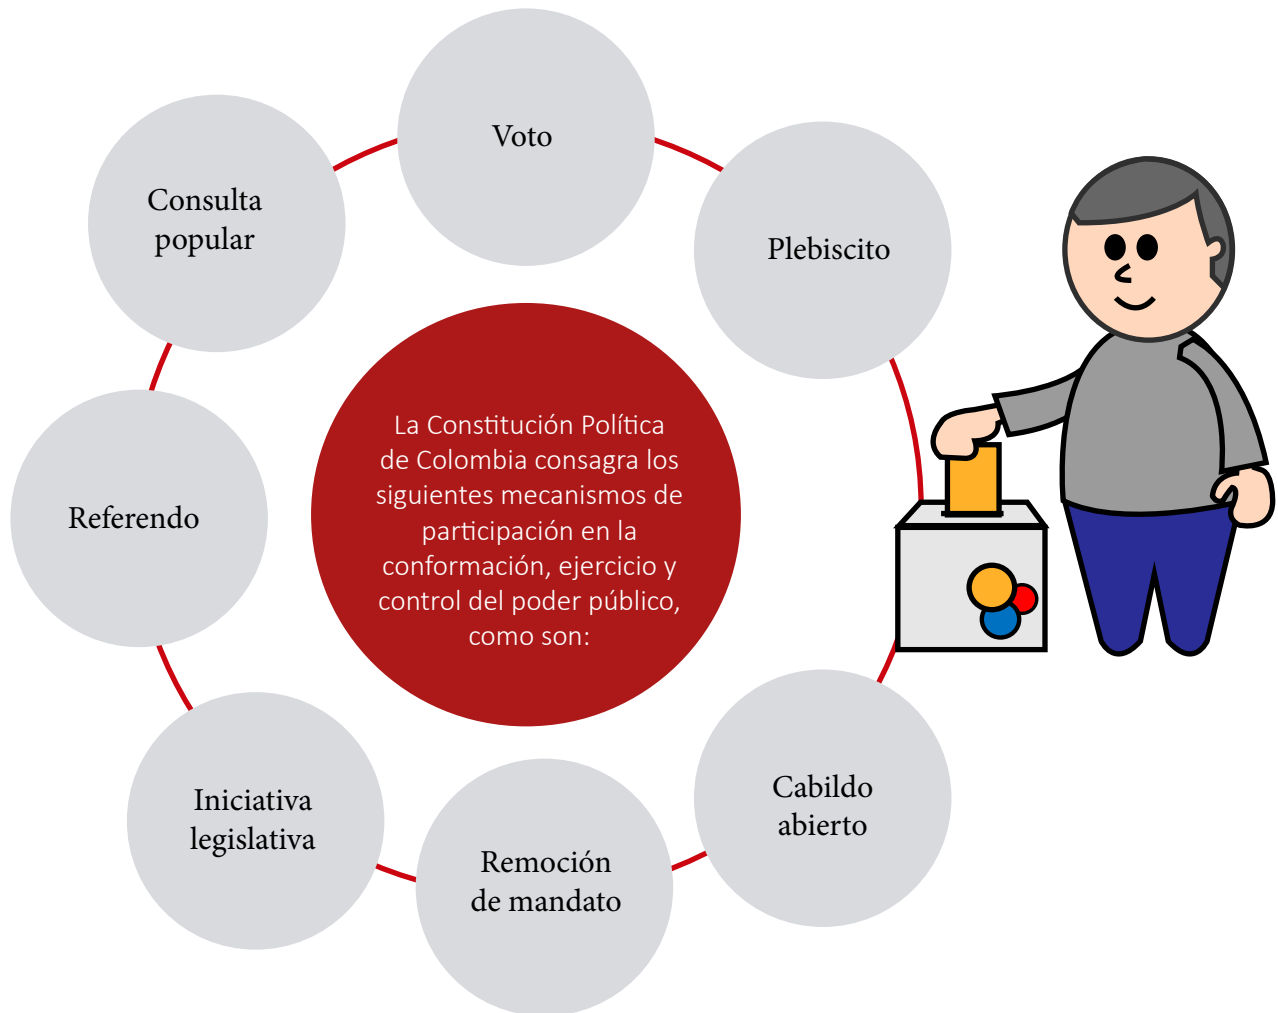 Voto
Plebiscito
Consulta
popular
La Constitución Política
de Colombia consagra los
siguientes mecanismos de
participación en la
conformación, ejercicio y
control del poder público,
como son:
Referendo
Iniciativa
legislativa
Remoción
de mandato
Cabildo
abierto